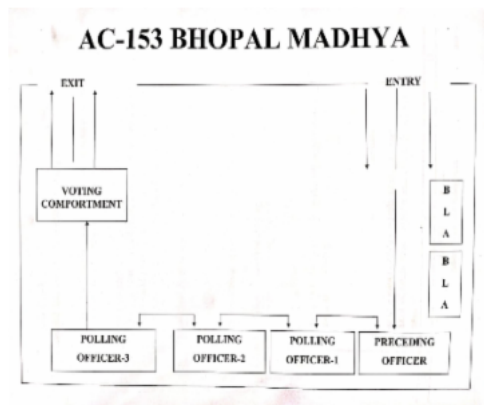 AC-153 BHOPAL MADHYA
EXIT
ENTRY
VOTING
COMPORTMENT
B
L
A
B
L
A
POLLING
OFFICER-3
POLLING
OFFICER-2
POLLING
OFFICER-1
PRECEDING
OFFICER